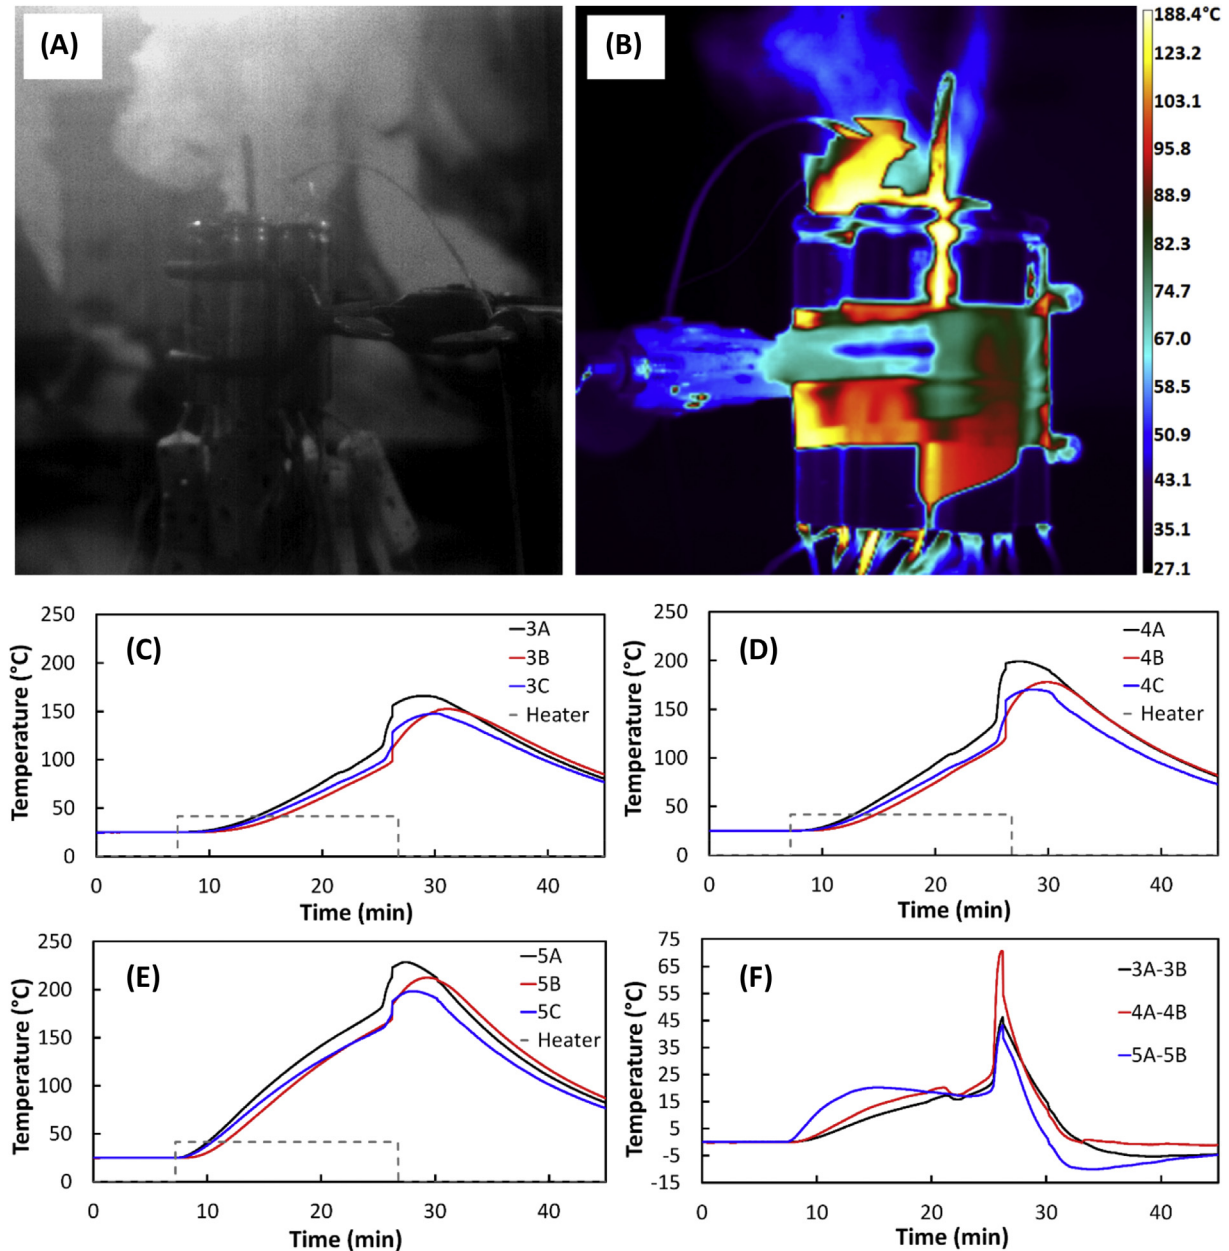 (A)
(B)
188.4°C
123.2
103.1
95.8
88.9
82.3
74.7
67.0
58.5
50.9
43.1
35.1
27.1
(C)
Temperature (°C)
250
200
150
100
50
0
3A
3B
3C
Heater
0 10 20 30 40
Time (min)
(D)
Temperature (°C)
250
200
150
100
50
0
4A
4B
4C
Heater
0 10 20 30 40
Time (min)
(E)
Temperature (°C)
250
200
150
100
50
0
5A
5B
5C
Heater
0 10 20 30 40
Time (min)
(F)
Temperature (°C)
75
65
55
45
35
25
15
5
-5
-15
3A-3B
4A-4B
5A-5B
0 10 20 30 40
Time (min)